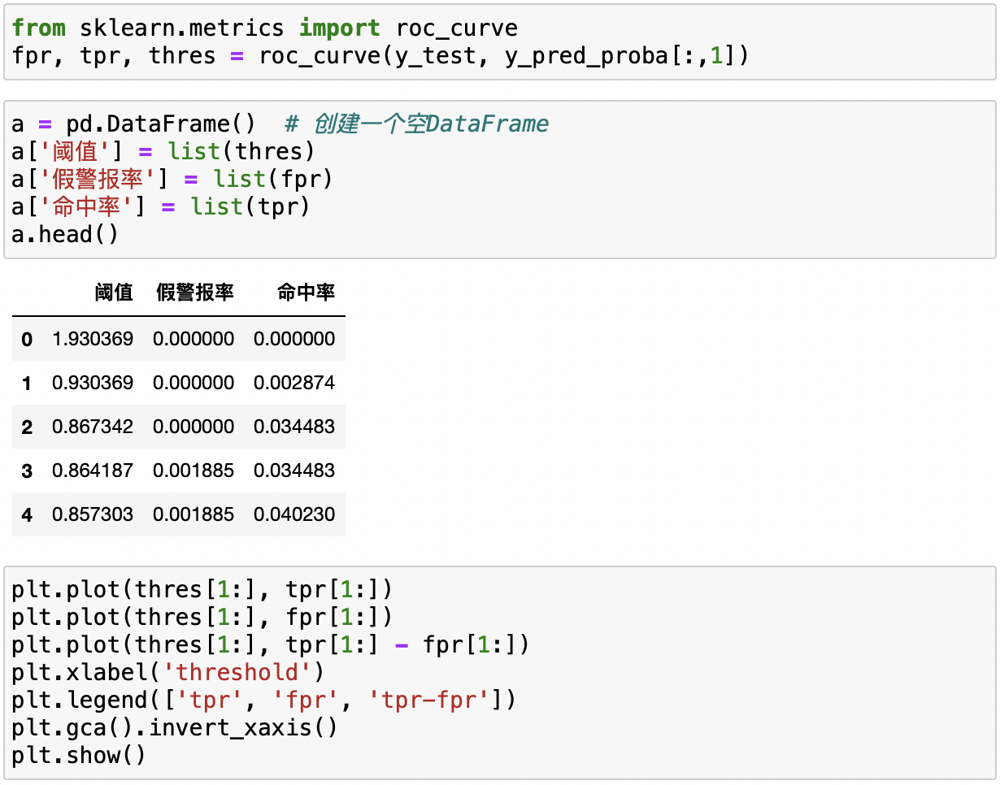 from sklearn.metrics import roc_curve
fpr, tpr, thres = roc_curve(y_test, y_pred_proba[:,1])
a = pd.DataFrame()  # 创建一个空DataFrame
a['阈值'] = list(thres)
a['假警报率'] = list(fpr)
a['命中率'] = list(tpr)
a.head()
阈值 假警报率 命中率
0 1.930369 0.000000 0.000000
1 0.930369 0.000000 0.002874
2 0.867342 0.000000 0.034483
3 0.864187 0.001885 0.034483
4 0.857303 0.001885 0.040230
plt.plot(thres[1:], tpr[1:])
plt.plot(thres[1:], fpr[1:])
plt.plot(thres[1:], tpr[1:] - fpr[1:])
plt.xlabel('threshold')
plt.legend(['tpr', 'fpr', 'tpr-fpr'])
plt.gca().invert_xaxis()
plt.show()